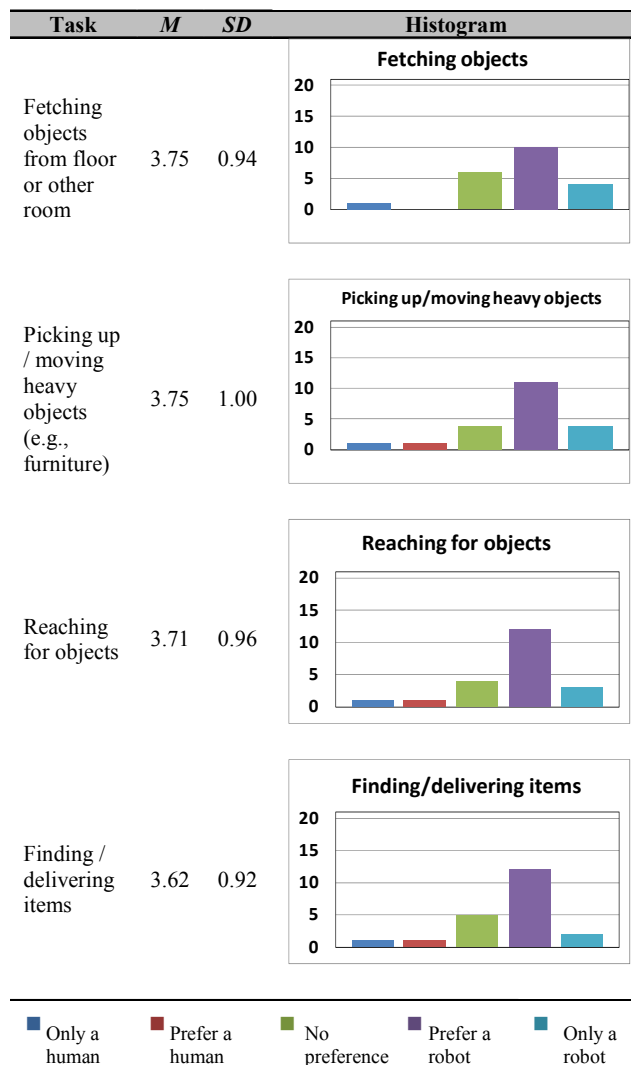 Task M SD Histogram
Fetching
objects
from floor
or other
room
3.75 0.94
Fetching objects
20
15
10
5
0
Picking up
/ moving
heavy
objects
(e.g.,
furniture)
3.75 1.00
Picking up/moving heavy objects
20
15
10
5
0
Reaching
for objects
3.71 0.96
Reaching for objects
20
15
10
5
0
Finding /
delivering
items
3.62 0.92
Finding/delivering items
20
15
10
5
0
Only a
human
Prefer a
human
No
preference
Prefer a
robot
Only a
robot